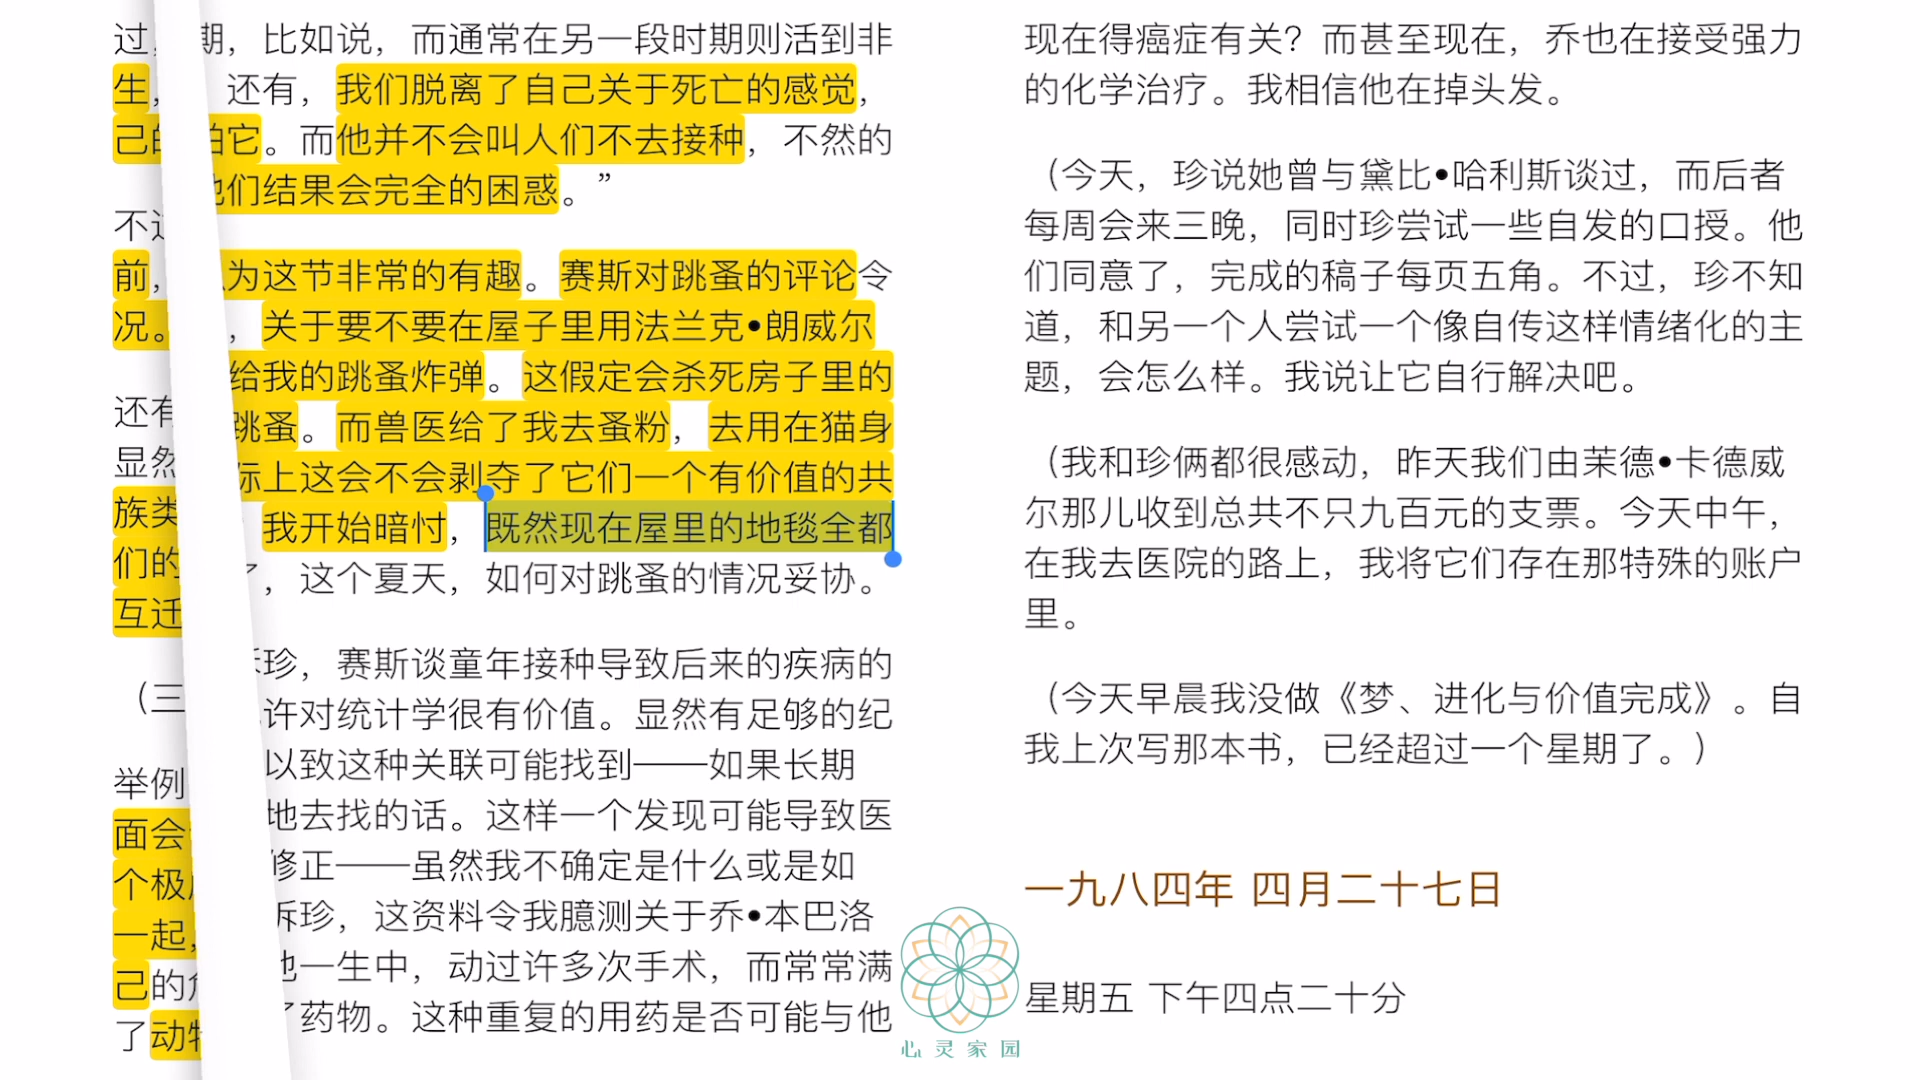 过,
生,
己的
不过
前,
况。
还有
显然
族类
们的
互迁
(三
举例
面会
个极
一起,
己的
了动物
期，比如说，而通常在另一段时期则活到非
还有，我们脱离了自己关于死亡的感觉，
怕它。而他并不会叫人们不去接种，不然的
他们结果会完全的困惑。”
为这节非常的有趣。赛斯对跳蚤的评论令
，关于要不要在屋子里用法兰克•朗威尔
给我的跳蚤炸弹。这假定会杀死房子里的
跳蚤。而兽医给了我去蚤粉，去用在猫身
际上这会不会剥夺了它们一个有价值的共
我开始暗忖，既然现在屋里的地毯全都
，这个夏天，如何对跳蚤的情况妥协。
诉珍，赛斯谈童年接种导致后来的疾病的
许对统计学很有价值。显然有足够的纪
以致这种关联可能找到——如果长期
地去找的话。这样一个发现可能导致医
修正——虽然我不确定是什么或是如
诉珍，这资料令我臆测关于乔•本巴洛
他一生中，动过许多次手术，而常常满
了药物。这种重复的用药是否可能与他
现在得癌症有关？而甚至现在，乔也在接受强力
的化学治疗。我相信他在掉头发。
（今天，珍说她曾与黛比•哈利斯谈过，而后者
每周会来三晚，同时珍尝试一些自发的口授。他
们同意了，完成的稿子每页五角。不过，珍不知
道，和另一个人尝试一个像自传这样情绪化的主
题，会怎么样。我说让它自行解决吧。
（我和珍俩都很感动，昨天我们由茉德•卡德威
尔那儿收到总共不只九百元的支票。今天中午，
在我去医院的路上，我将它们存在那特殊的账户
里。
（今天早晨我没做《梦、进化与价值完成》。自
我上次写那本书，已经超过一个星期了。）
一九八四年 四月二十七日
星期五 下午四点二十分
心灵家园